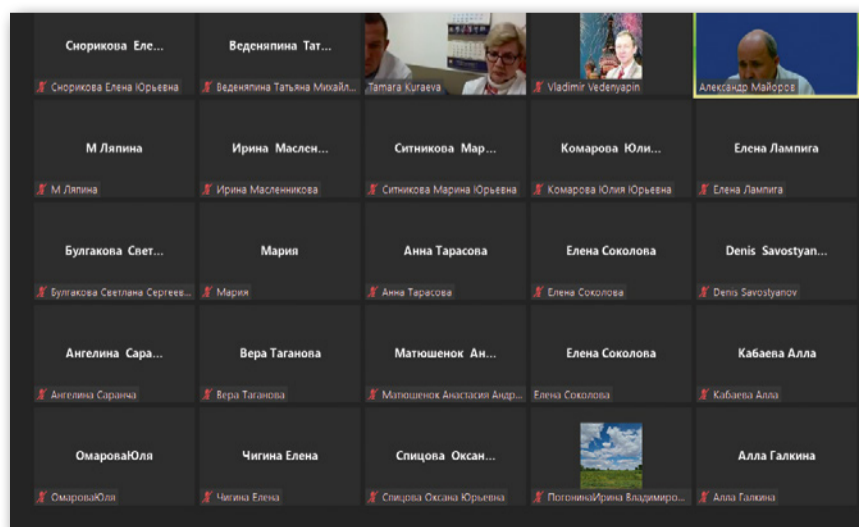 Снорикова Еле...
Снорикова Елена Юрьевна
Веденяпина Тат...
Веденяпина Татьяна Михайл...
Tamara Kuraeva
Vladimir Vedenyapin
Александр Майоров
М Ляпина
М Ляпина
Ирина Маслен...
Ирина Масленникова
Ситникова Мар...
Ситникова Марина Юрьевна
Комарова Юли...
Комарова Юлия Юрьевна
Елена Лампига
Елена Лампига
Булгакова Свет...
Булгакова Светлана Сергеев...
Мария
Мария
Анна Тарасова
Анна Тарасова
Елена Соколова
Елена Соколова
Denis Savostyan...
Denis Savostyanov
Ангелина Сара...
Ангелина Саранча
Вера Таганова
Вера Таганова
Матюшенок Ан...
Матюшенок Анастасия Андр...
Елена Соколова
Елена Соколова
Кабаева Алла
Кабаева Алла
ОмароваЮля
ОмароваЮля
Чигина Елена
Чигина Елена
Спицова Оксан...
Спицова Оксана Юрьевна
ПогонинаИрина Владимиро...
Алла Галкина
Алла Галкина